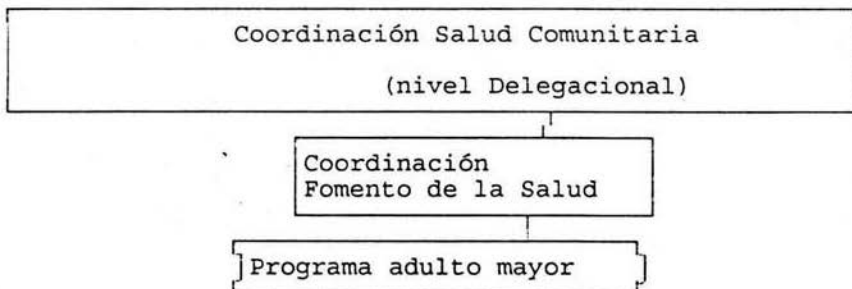 Coordinación Salud Comunitaria
(nivel Delegacional)
Coordinación
Fomento de la Salud
Programa adulto mayor